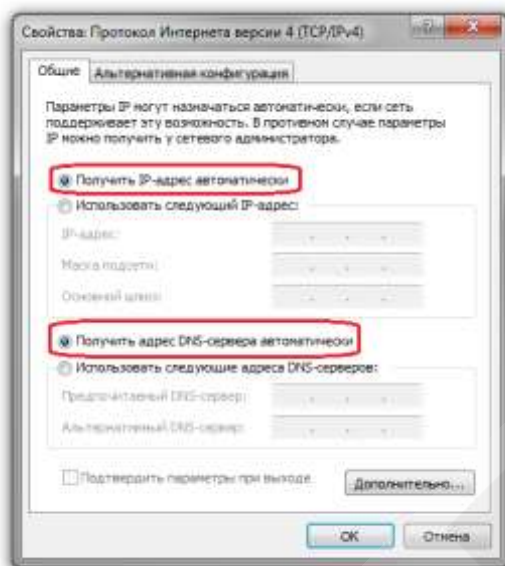 Свойства: Протокол Интернета версии 4 (TCP/IPv4)
Общие
Альтернативная конфигурация
Параметры IP могут назначаться автоматически, если сеть
поддерживает эту возможность. В противном случае параметры
IP можно получить у сетевого администратора.
Получить IP-адрес автоматически
Использовать следующий IP-адрес:
IP-адрес:
Маска подсети:
Основной шлюз:
Получить адрес DNS-сервера автоматически
Использовать следующие адреса DNS-серверов:
Предпочитаемый DNS-сервер:
Альтернативный DNS-сервер:
Подтвердить параметры при выходе
Дополнительно...
ОК
Отмена